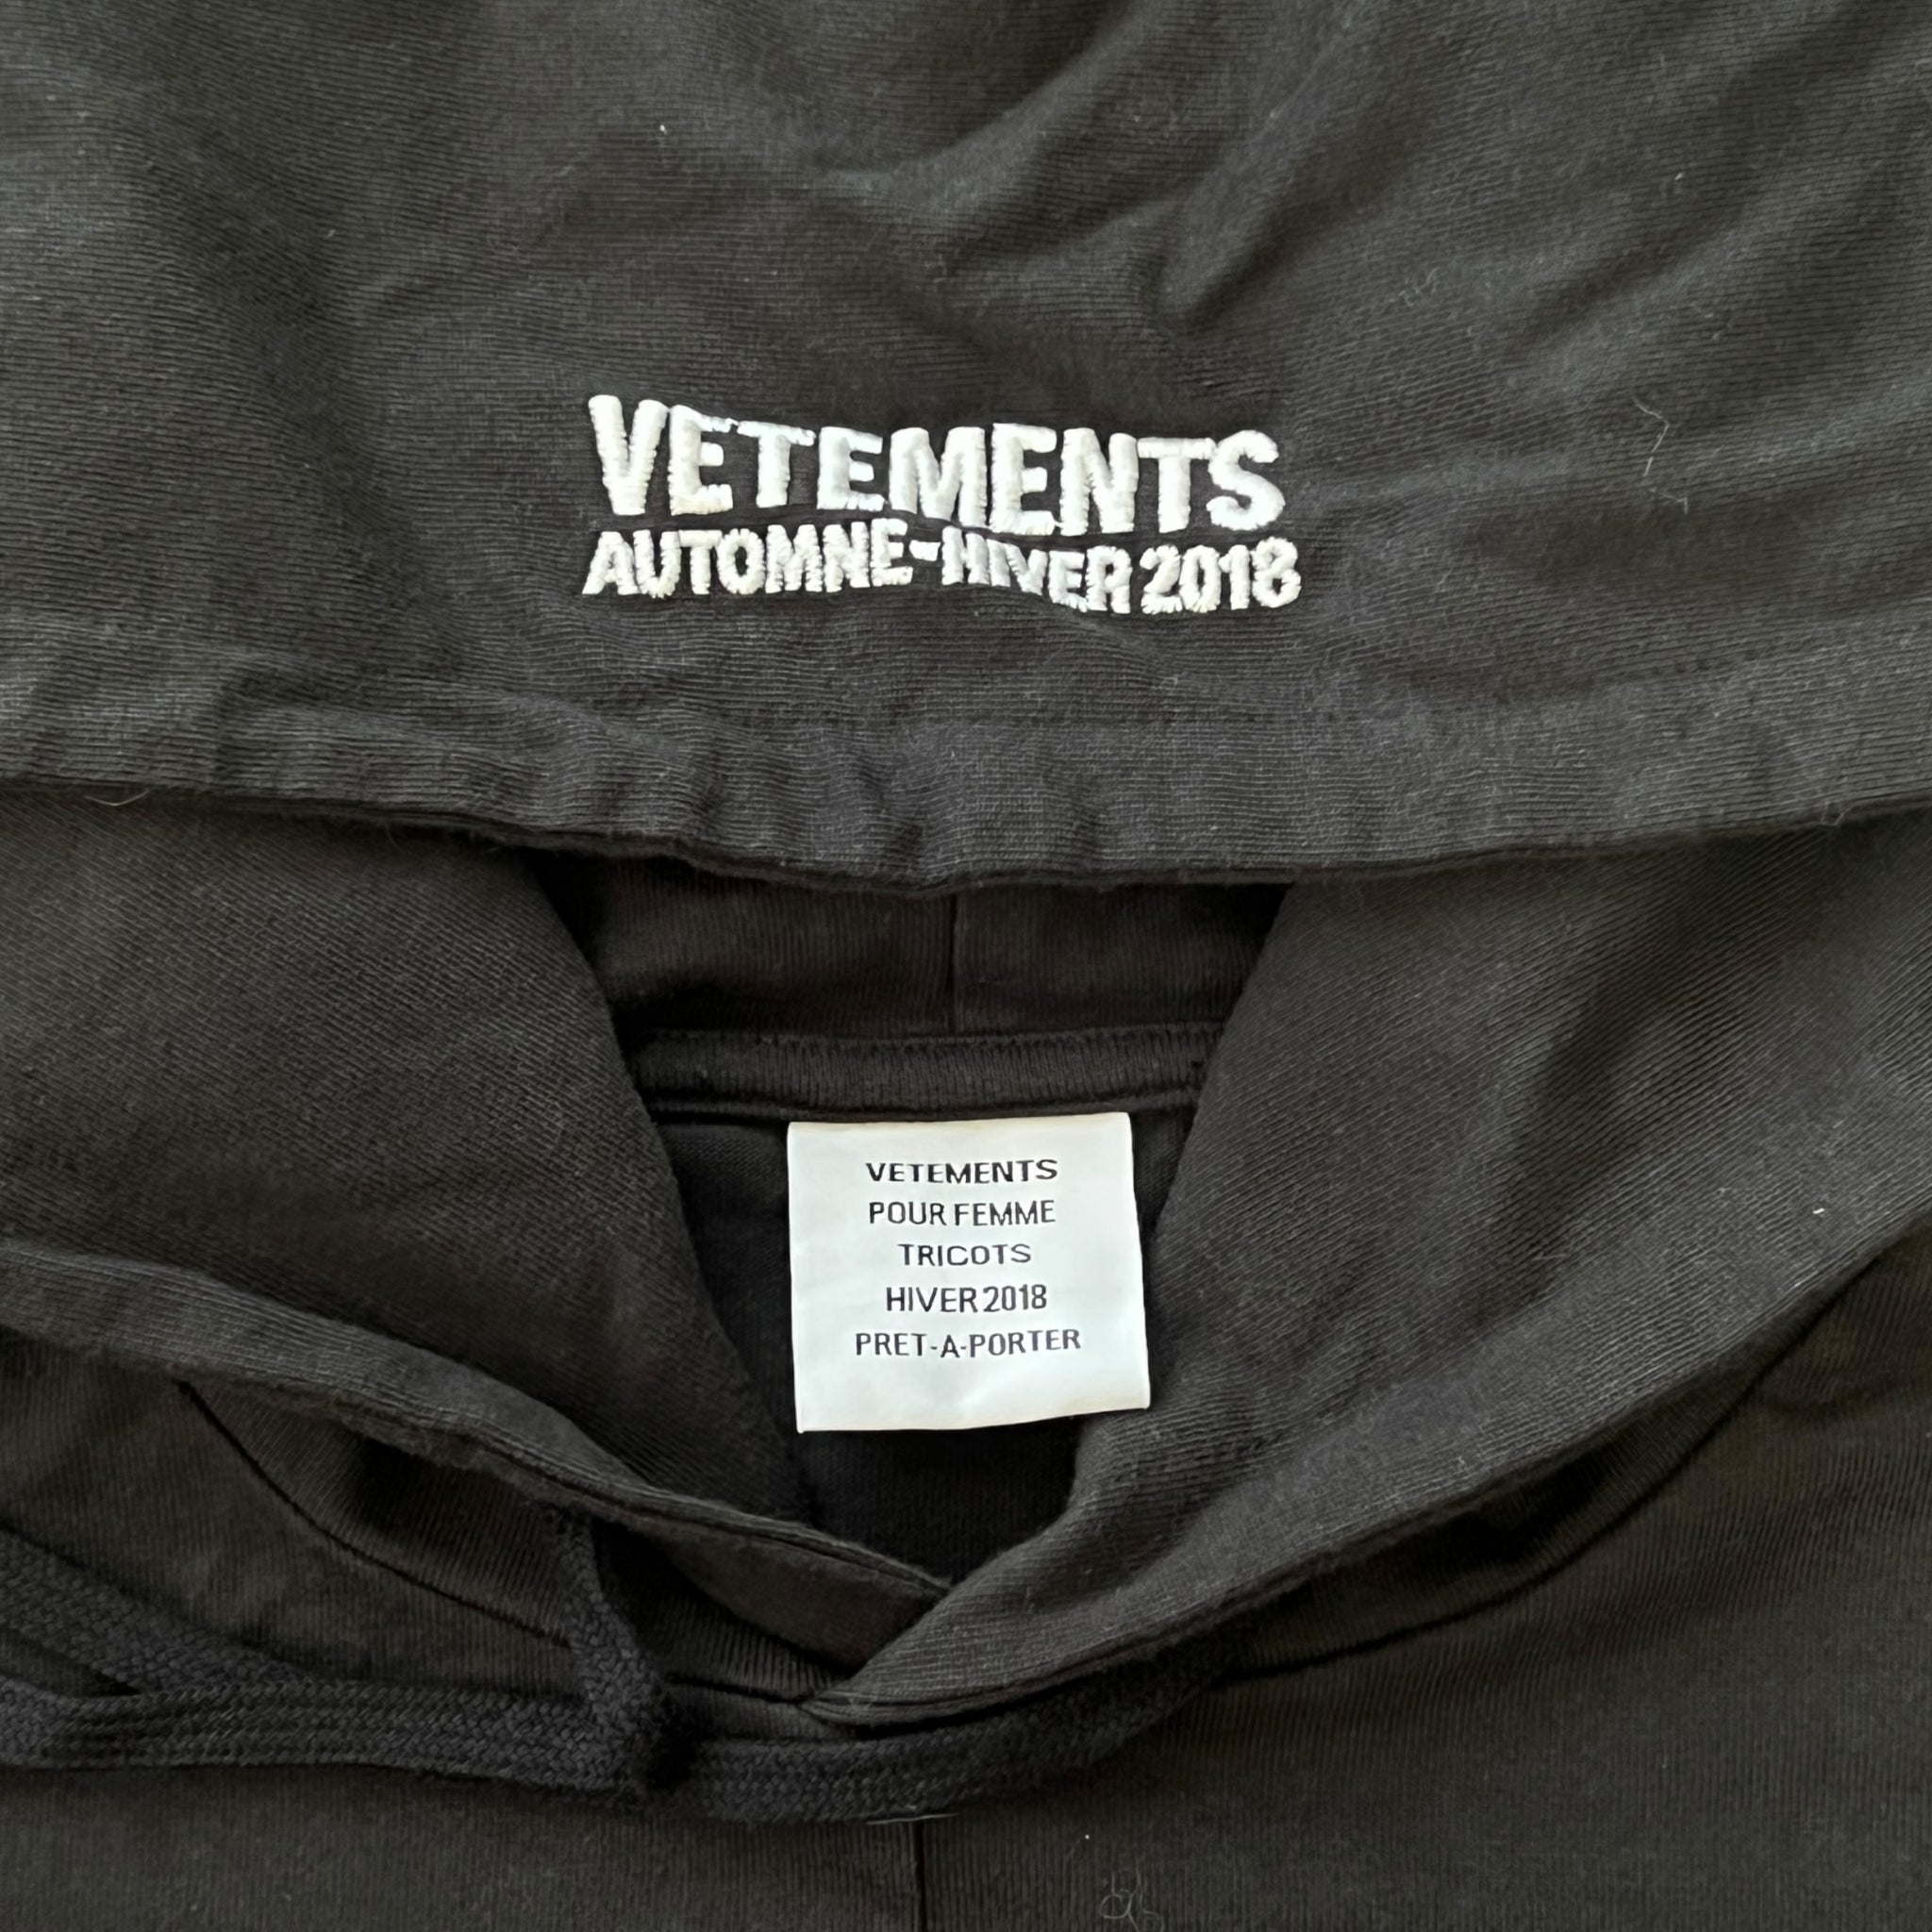 VETEMENTS
AUTOMNE-HIVER 2018
VETEMENTS
POUR FEMME
TRICOTS
HIVER 2018
PRET-A-PORTER